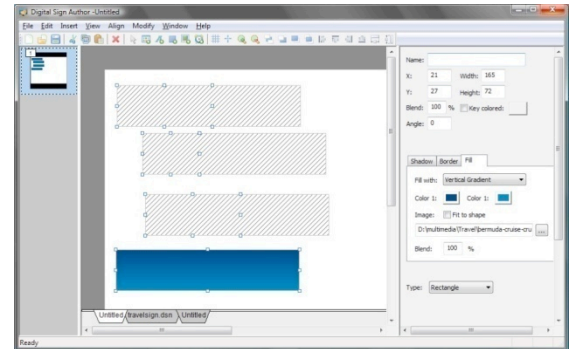 Digital Sign Author -Untitled
File Edit Insert View Align Modify Window Help
Name:
X: 21 Width: 165
Y: 27 Height: 72
Blend: 100 % Key colored:
Angle: 0
Shadow Border Fill
Fill with: Vertical Gradient
Color 1: Color 1:
Image: Fit to shape
D:\multimedia\Travel\bermuda-cruise-cru ...
Blend: 100 %
Type: Rectangle
Untitled travelsign.dsn Untitled
Ready